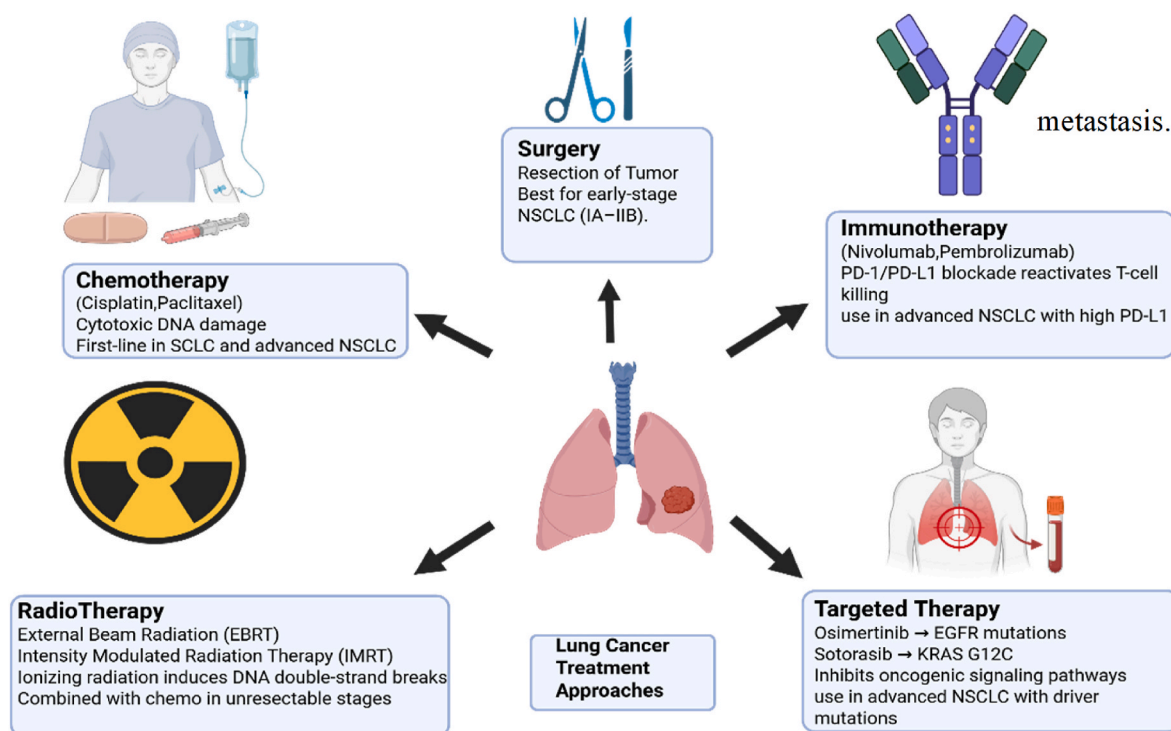 metastasis.
Surgery
Resection of Tumor
Best for early-stage
NSCLC (IA–IIB).
Immunotherapy
(Nivolumab,Pembrolizumab)
PD-1/PD-L1 blockade reactivates T-cell
killing
use in advanced NSCLC with high PD-L1
Chemotherapy
(Cisplatin,Paclitaxel)
Cytotoxic DNA damage
First-line in SCLC and advanced NSCLC
RadioTherapy
External Beam Radiation (EBRT)
Intensity Modulated Radiation Therapy (IMRT)
Ionizing radiation induces DNA double-strand breaks
Combined with chemo in unresectable stages
Lung Cancer
Treatment
Approaches
Targeted Therapy
Osimertinib → EGFR mutations
Sotorasib → KRAS G12C
Inhibits oncogenic signaling pathways
use in advanced NSCLC with driver
mutations